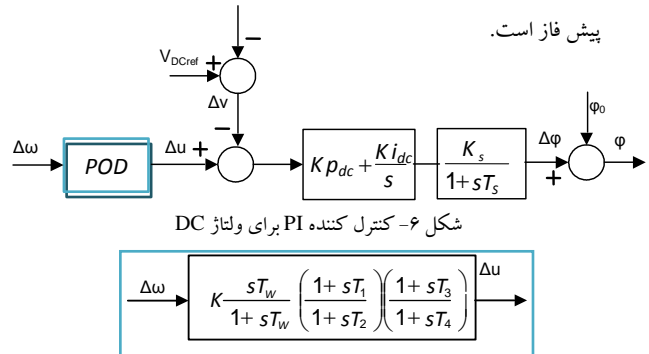 پیش فاز است.
−
V_DCref +
Δv
−
Δω POD Δu + Kp_dc + Ki_dc/s K_s/(1+sT_s) Δφ + φ₀ φ
شکل ۶- کنترل کننده PI برای ولتاژ DC
Δω K sT_W/(1+sT_W) ((1+sT_1)/(1+sT_2)) ((1+sT_3)/(1+sT_4)) Δu